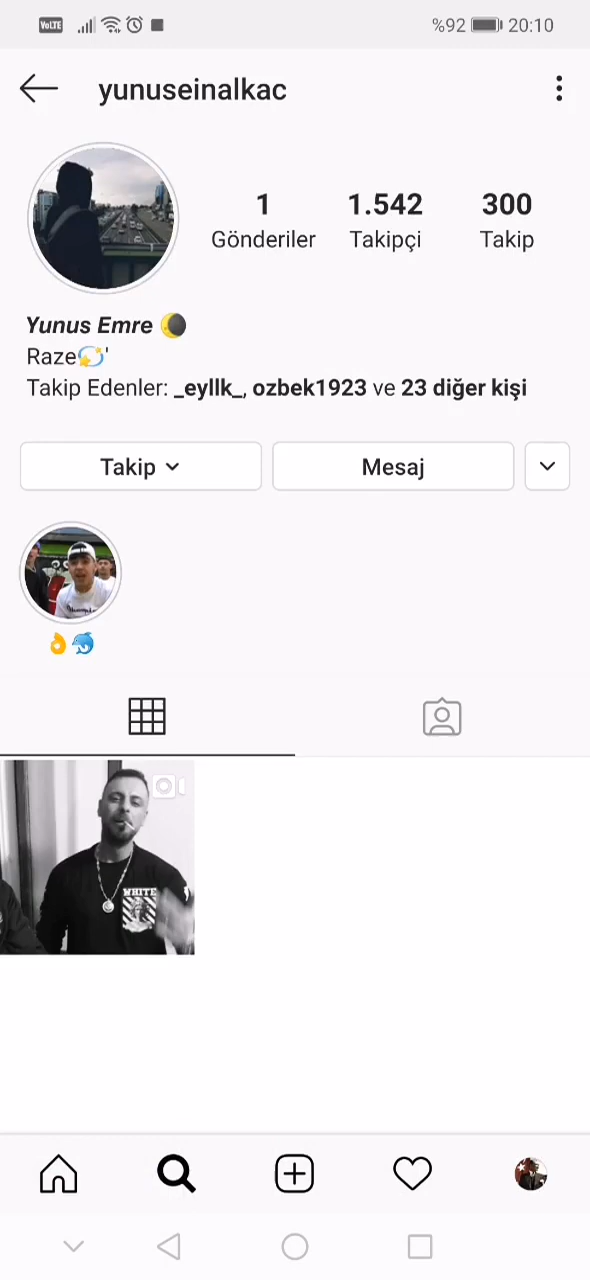 VoLTE %92 20:10
yunuseinalkac
1 1.542 300
Gönderiler Takipçi Takip
Yunus Emre 🌘
Raze💫'
Takip Edenler: _eyllk_, ozbek1923 ve 23 diğer kişi
Takip Mesaj
👌🐬
WHITE